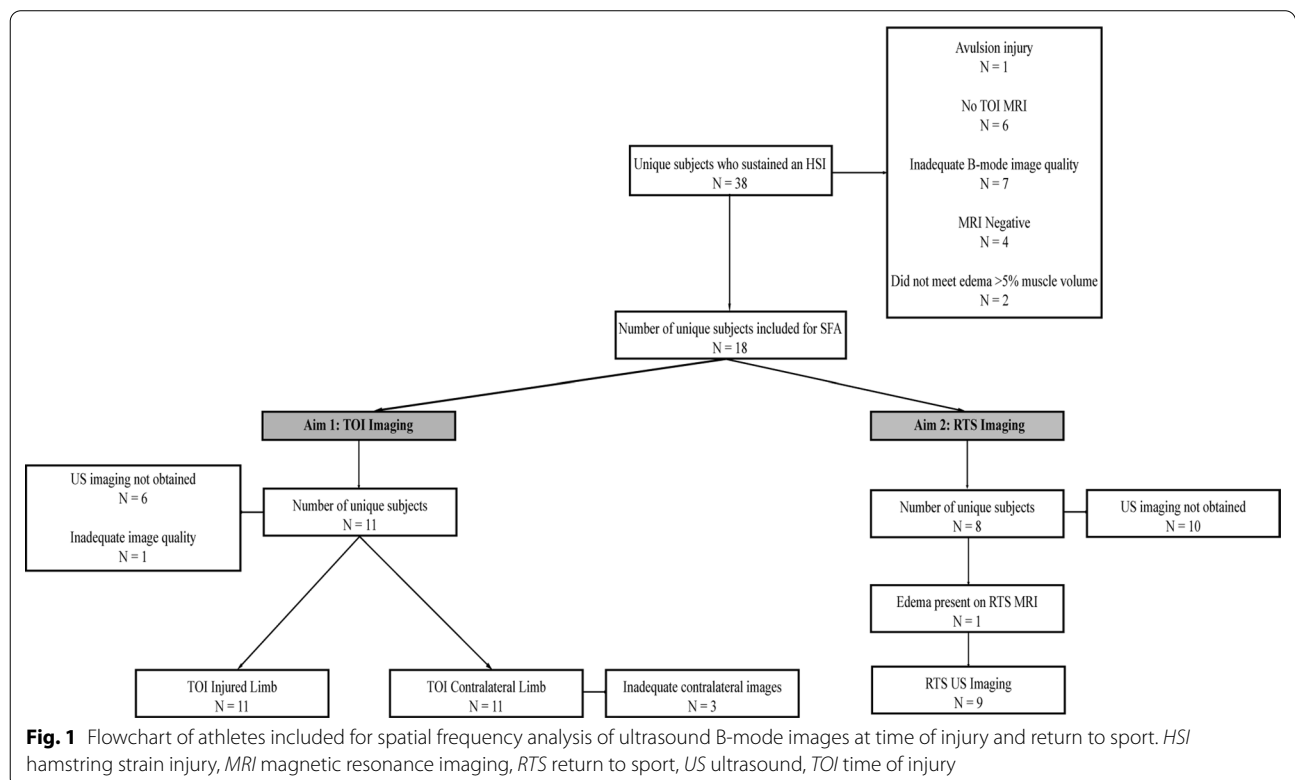 Avulsion injury
N = 1
No TOI MRI
N = 6
Unique subjects who sustained an HSI
N = 38
Inadequate B-mode image quality
N = 7
MRI Negative
N = 4
Did not meet edema >5% muscle volume
N = 2
Number of unique subjects included for SFA
N = 18
Aim 1: TOI Imaging
Aim 2: RTS Imaging
US imaging not obtained
N = 6
Inadequate image quality
N = 1
Number of unique subjects
N = 11
Number of unique subjects
N = 8
US imaging not obtained
N = 10
Edema present on RTS MRI
N = 1
TOI Injured Limb
N = 11
TOI Contralateral Limb
N = 11
Inadequate contralateral images
N = 3
RTS US Imaging
N = 9
Fig. 1 Flowchart of athletes included for spatial frequency analysis of ultrasound B-mode images at time of injury and return to sport. HSI
hamstring strain injury, MRI magnetic resonance imaging, RTS return to sport, US ultrasound, TOI time of injury